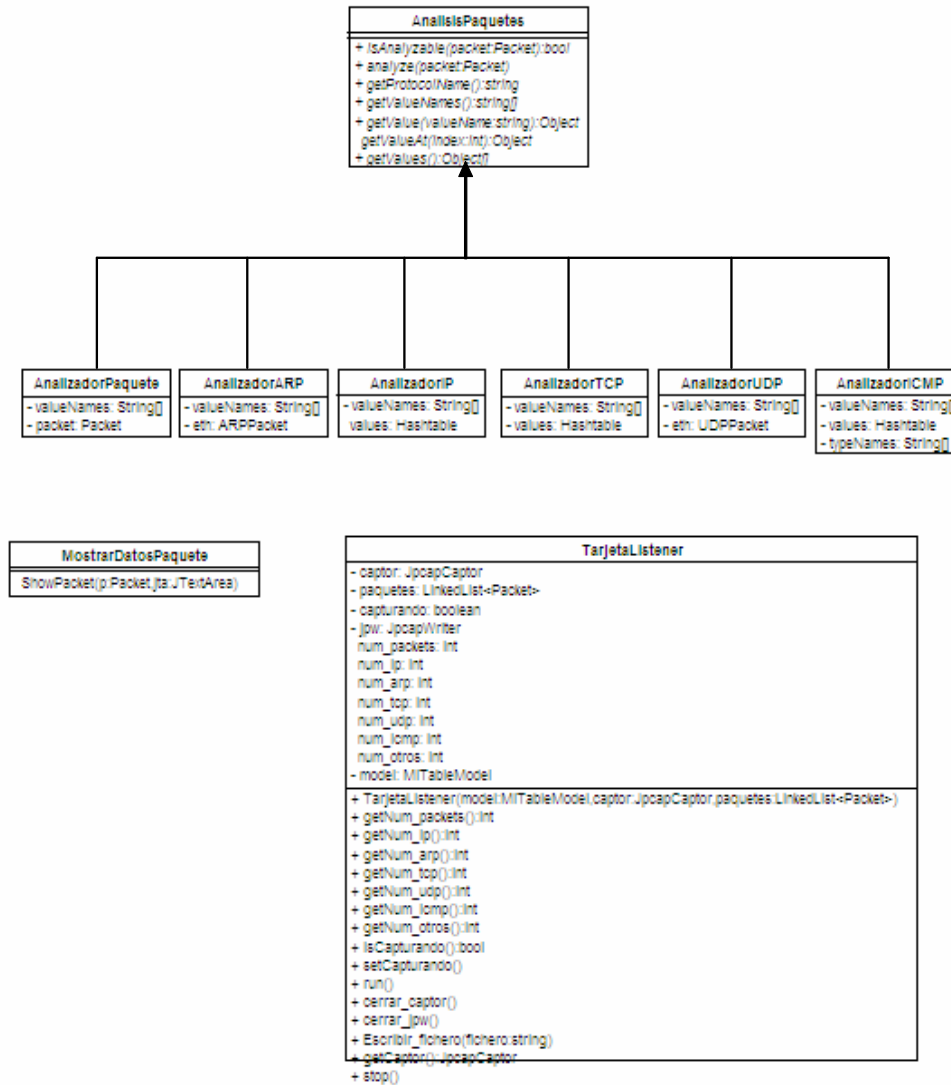 AnalisisPaquetes
+ isAnalyzable(packet:Packet):bool
+ analyze(packet:Packet)
+ getProtocolName():string
+ getValueNames():string[]
+ getValue(valueName:string):Object
getValueAt(index:int):Object
+ getValues():Object[]
AnalizadorPaquete
- valueNames: String[]
- packet: Packet
AnalizadorARP
- valueNames: String[]
- eth: ARPPacket
AnalizadorIP
- valueNames: String[]
values: Hashtable
AnalizadorTCP
- valueNames: String[]
- values: Hashtable
AnalizadorUDP
- valueNames: String[]
- eth: UDPPacket
AnalizadorICMP
- valueNames: String[]
- values: Hashtable
- typeNames: String[]
MostrarDatosPaquete
ShowPacket(p:Packet,jta:JTextArea)
TarjetaListener
- captor: JpcapCaptor
- paquetes: LinkedList<Packet>
- capturando: boolean
- jpw: JpcapWriter
num_packets: int
num_ip: int
num_arp: int
num_tcp: int
num_udp: int
num_icmp: int
num_otros: int
- model: MiTableModel
+ TarjetaListener(model:MiTableModel,captor:JpcapCaptor,paquetes:LinkedList<Packet>)
+ getNum_packets():int
+ getNum_ip():int
+ getNum_arp():int
+ getNum_tcp():int
+ getNum_udp():int
+ getNum_icmp():int
+ getNum_otros():int
+ isCapturando():bool
+ setCapturando()
+ run()
+ cerrar_captor()
+ cerrar_jpw()
+ Escribir_fichero(fichero:string)
+ getCaptor():JpcapCaptor
+ stop()